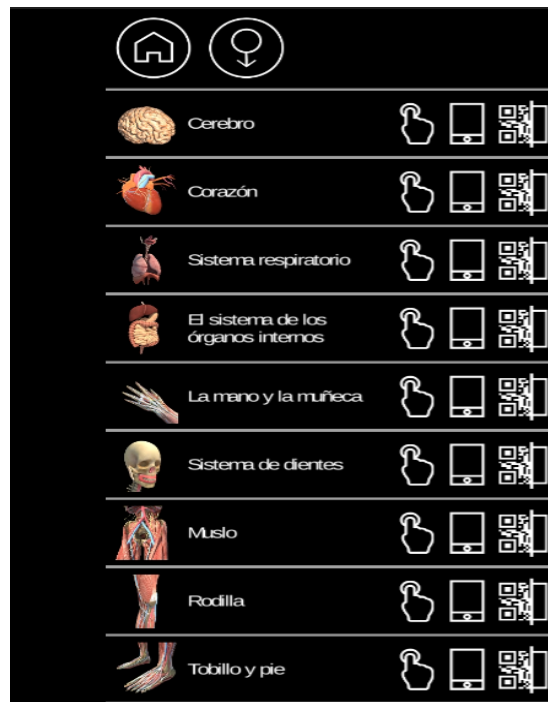 Cerebro
Corazón
Sistema respiratorio
El sistema de los
órganos internos
La mano y la muñeca
Sistema de dientes
Muslo
Rodilla
Tobillo y pie